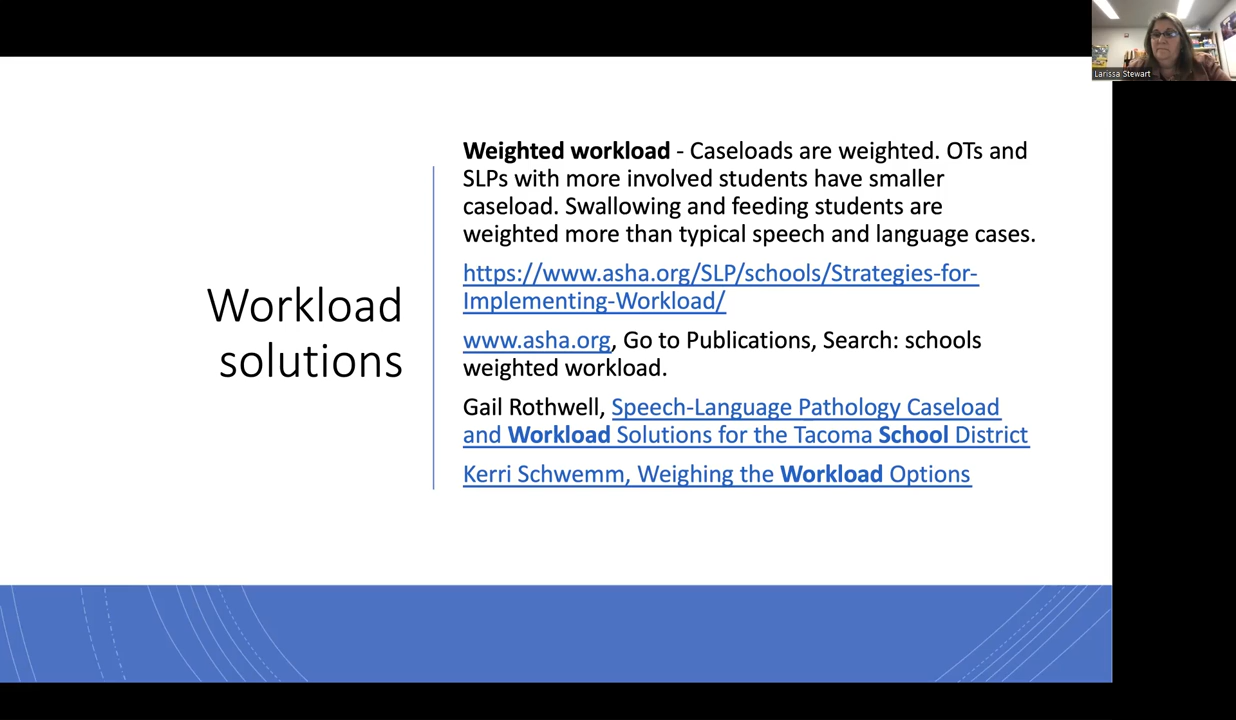 Larissa Stewart
Workload
solutions
Weighted workload - Caseloads are weighted. OTs and
SLPs with more involved students have smaller
caseload. Swallowing and feeding students are
weighted more than typical speech and language cases.
https://www.asha.org/SLP/schools/Strategies-for-
Implementing-Workload/
www.asha.org, Go to Publications, Search: schools
weighted workload.
Gail Rothwell, Speech-Language Pathology Caseload
and Workload Solutions for the Tacoma School District
Kerri Schwemm, Weighing the Workload Options